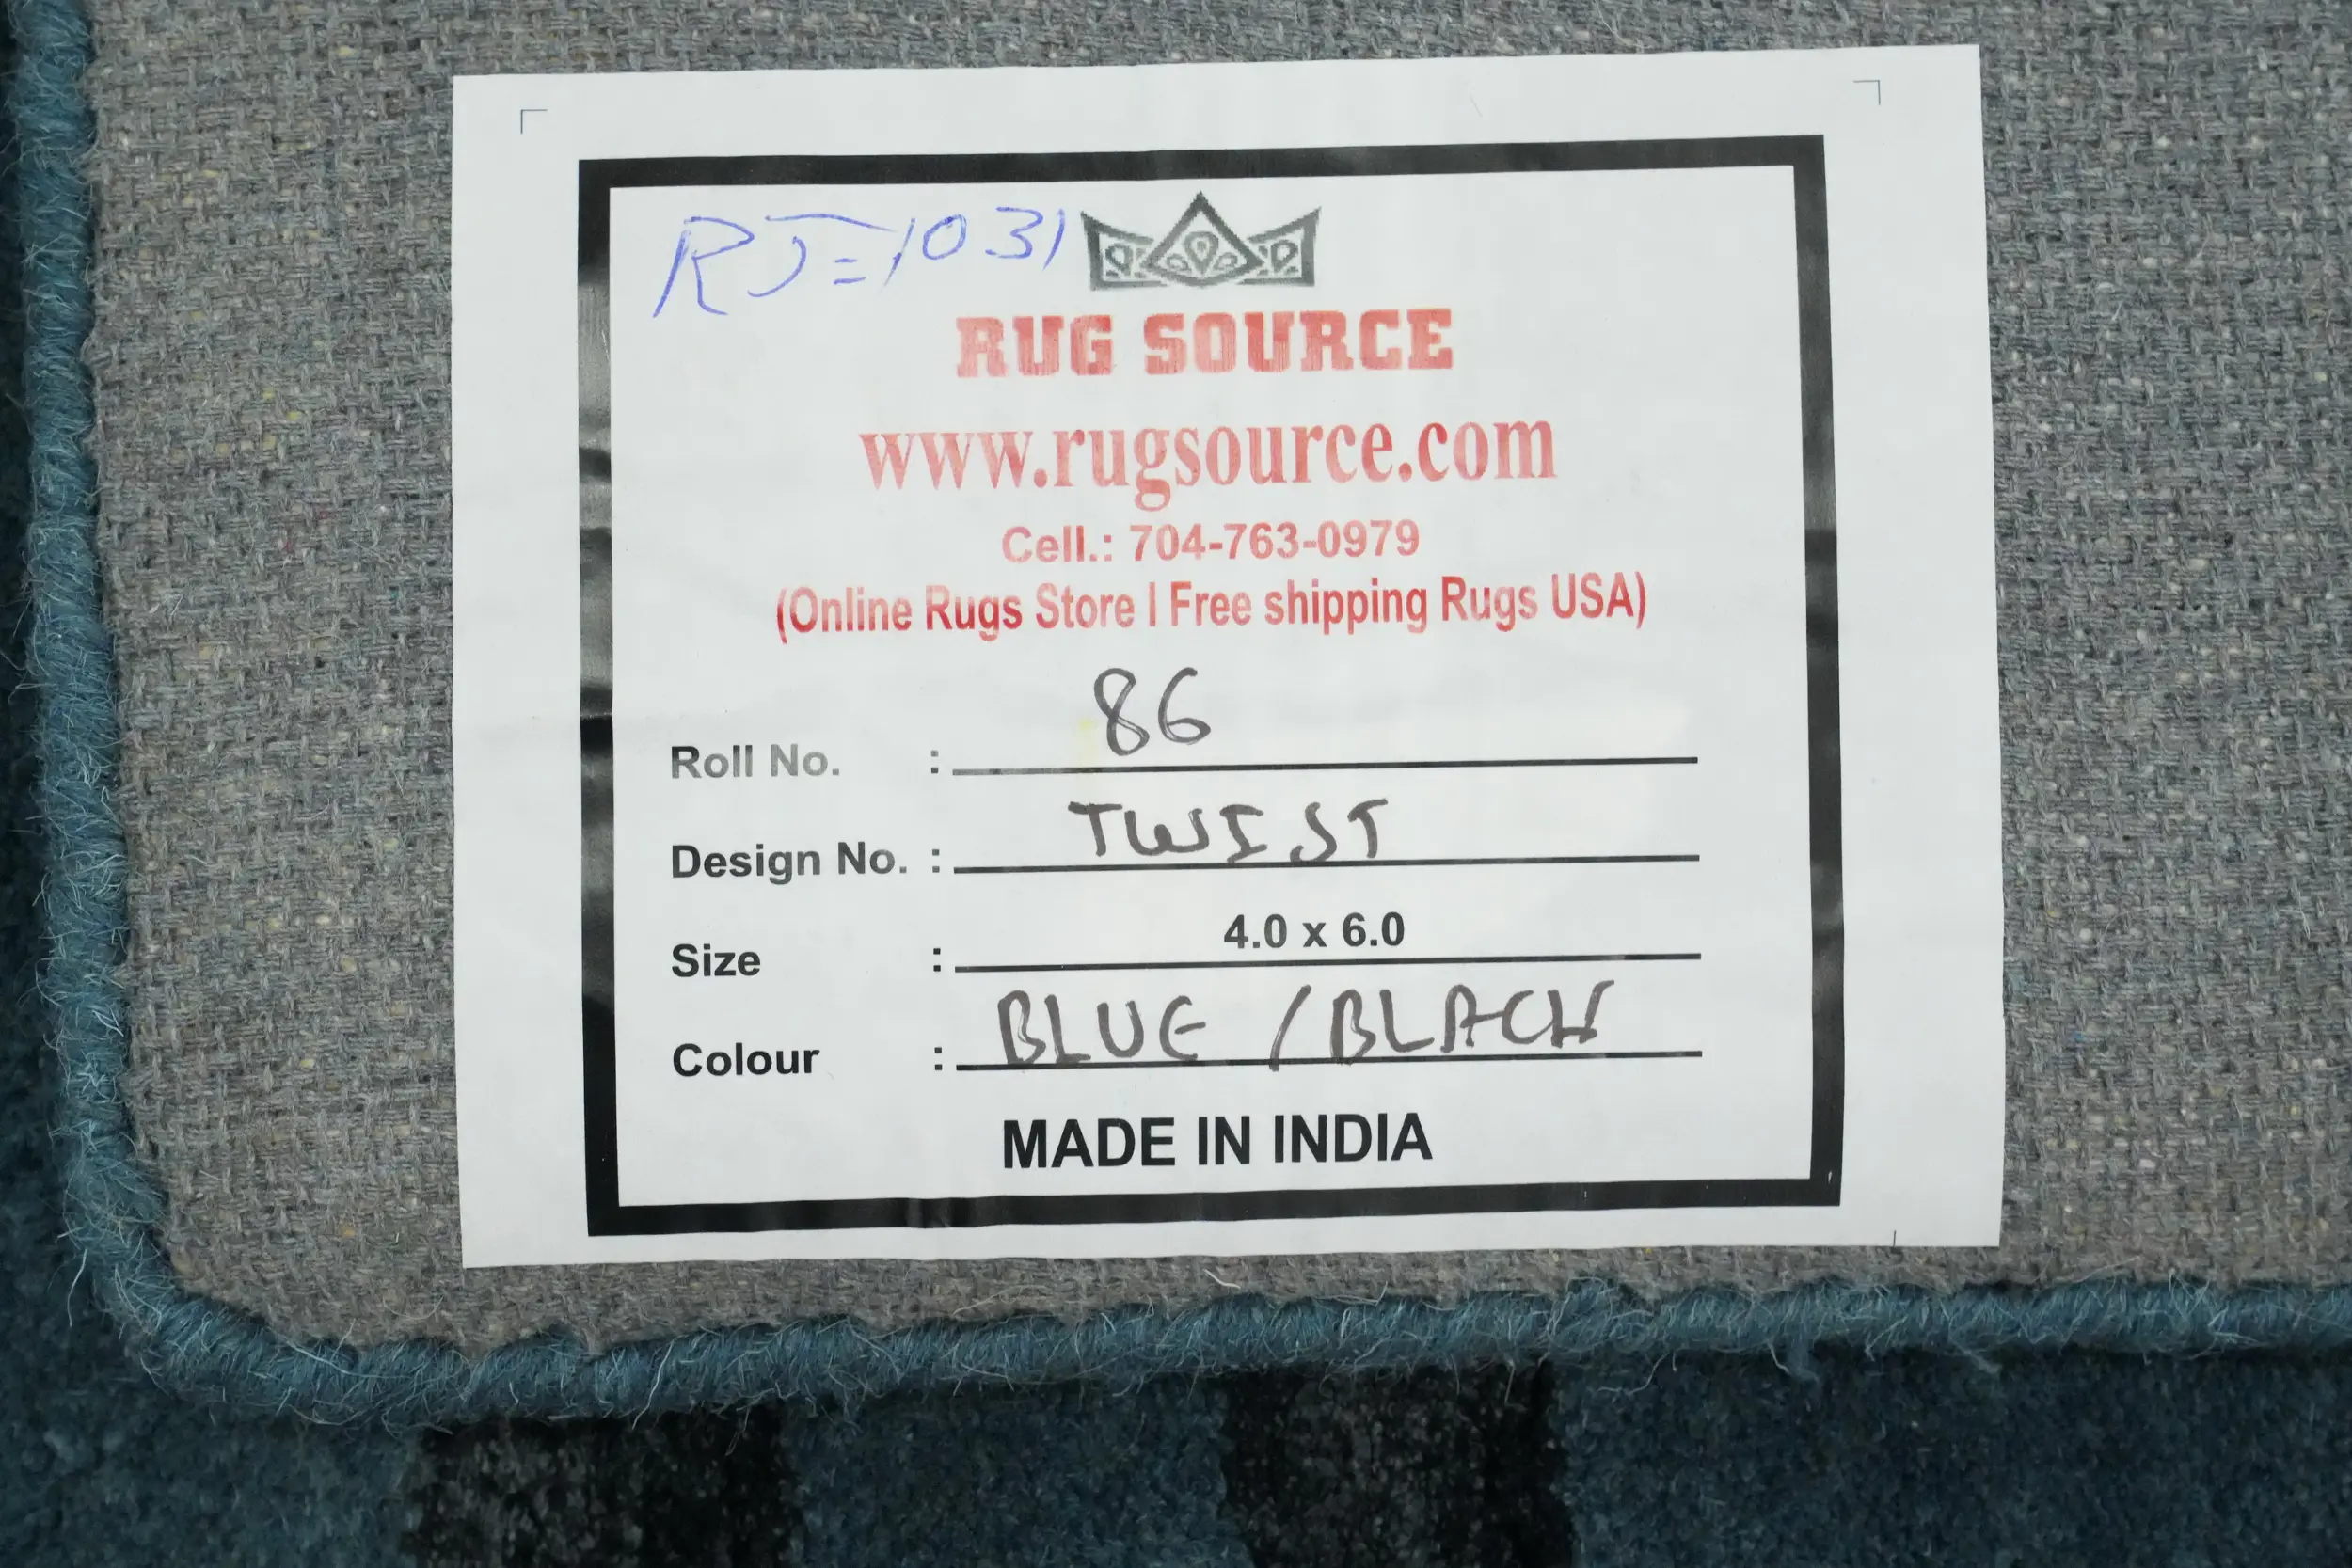 RJ=1031
RUG SOURCE
www.rugsource.com
Cell.: 704-763-0979
(Online Rugs Store I Free shipping Rugs USA)
Roll No. : 86
Design No. : TWIST
Size : 4.0 x 6.0
Colour : BLUE / BLACK
MADE IN INDIA